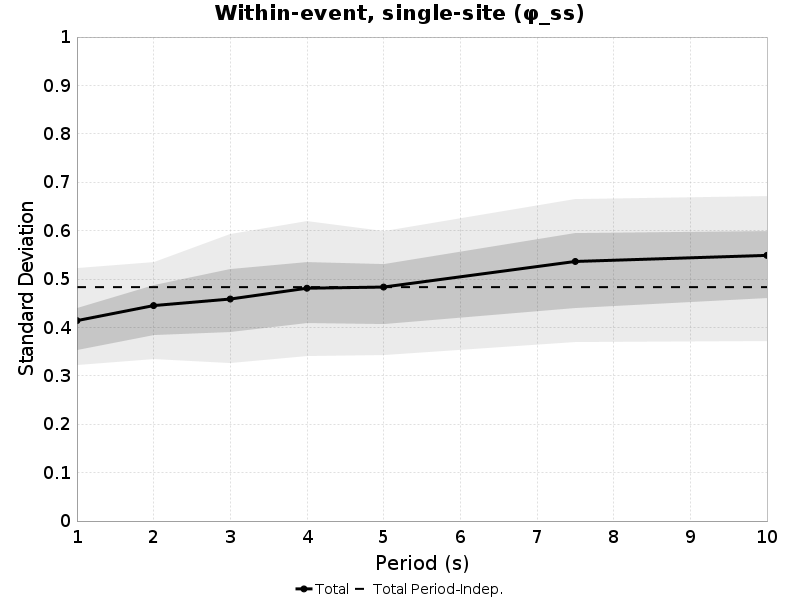 Within-event, single-site (φ_ss)
Standard Deviation
1
0.9
0.8
0.7
0.6
0.5
0.4
0.3
0.2
0.1
0
1 2 3 4 5 6 7 8 9 10
Period (s)
Total Total Period-Indep.